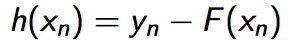 h(xₙ) = yₙ − F(xₙ)